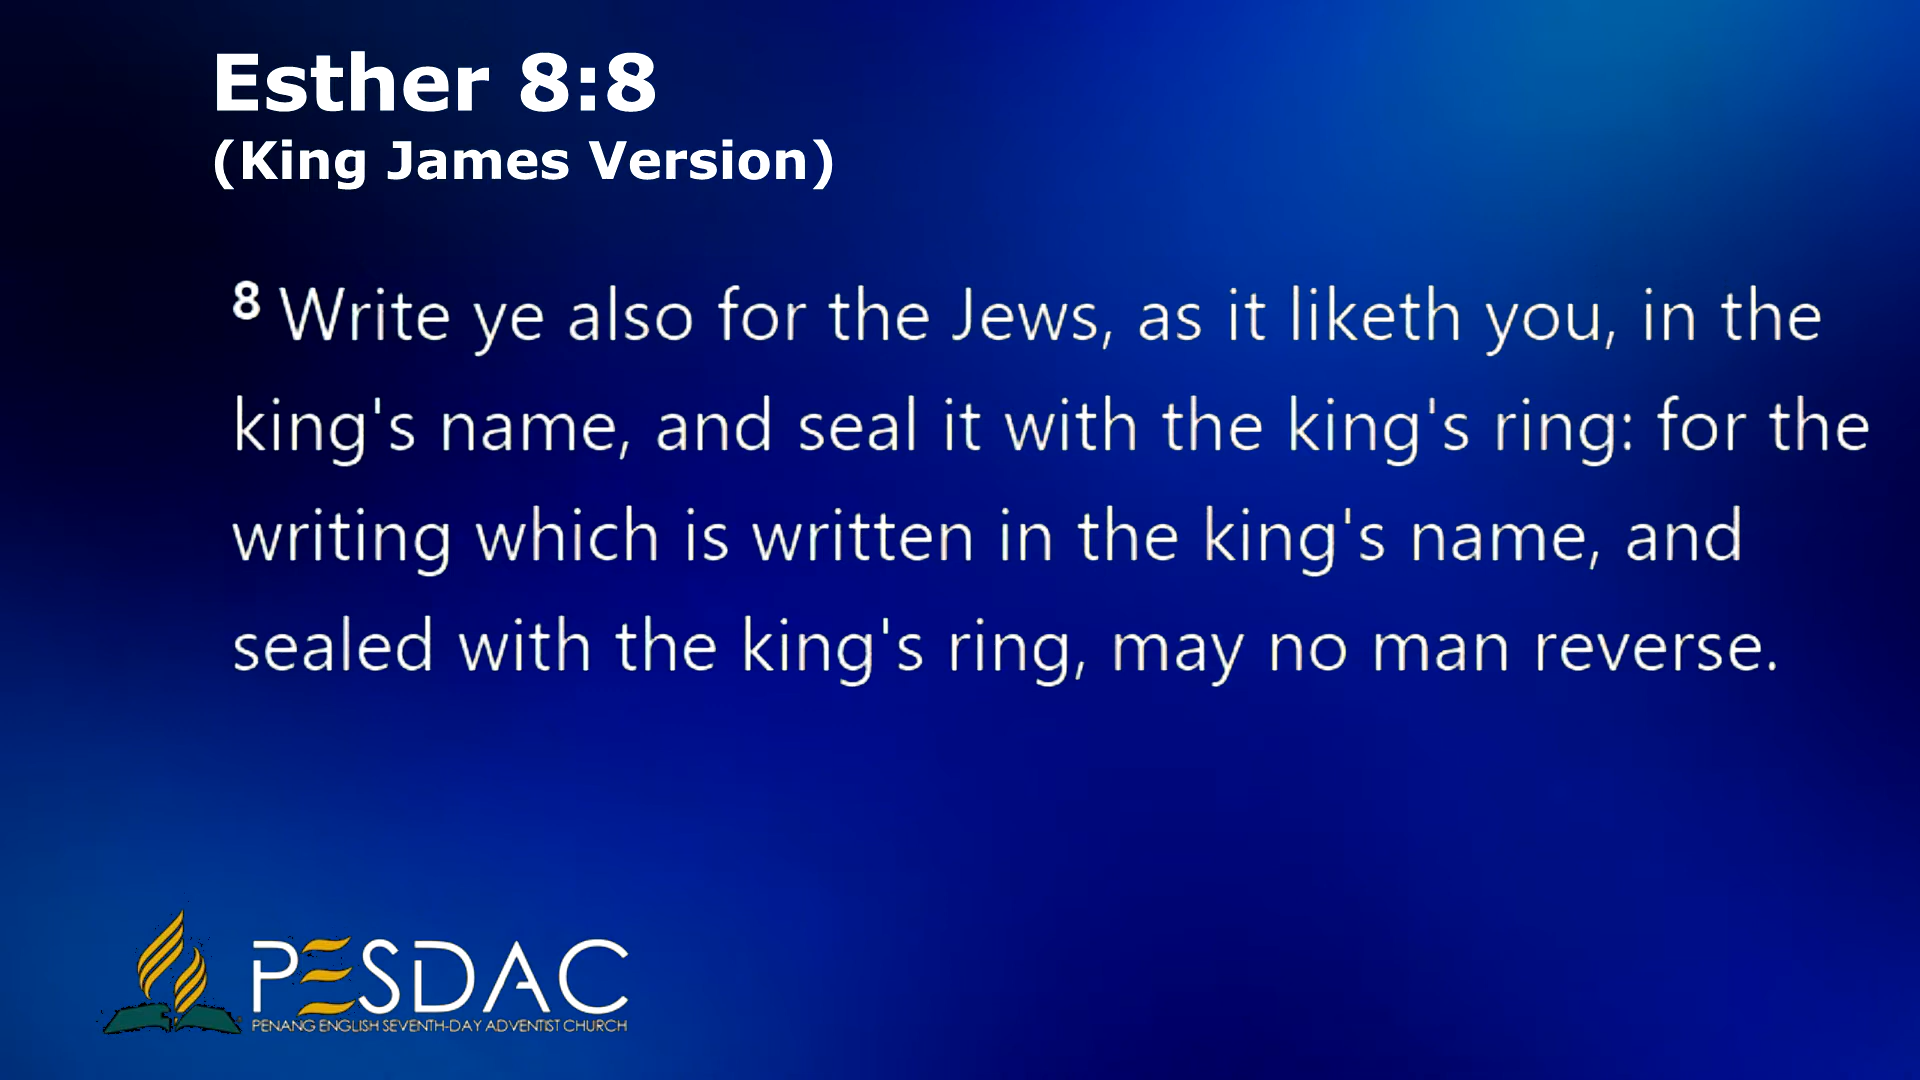 Esther 8:8
(King James Version)
8 Write ye also for the Jews, as it liketh you, in the
king's name, and seal it with the king's ring: for the
writing which is written in the king's name, and
sealed with the king's ring, may no man reverse.
PESDAC
PENANG ENGLISH SEVENTH-DAY ADVENTIST CHURCH